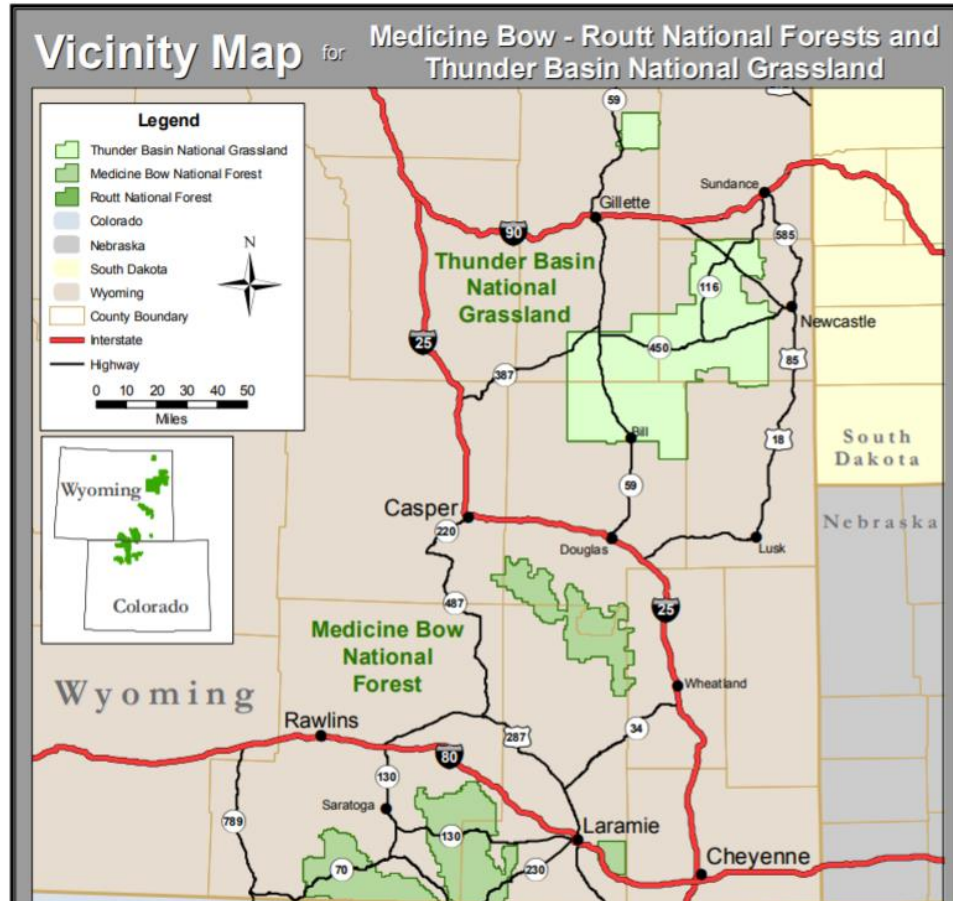 Vicinity Map for Medicine Bow - Routt National Forests and
Thunder Basin National Grassland
Legend
Thunder Basin National Grassland
Medicine Bow National Forest
Routt National Forest
Colorado
Nebraska
South Dakota
Wyoming
County Boundary
Interstate
Highway
0 10 20 30 40 50
Miles
N
Wyoming
Colorado
59
Sundance
Gillette
90
585
Thunder Basin
National
Grassland
116
Newcastle
25
450
85
387
Bill
18
South
Dakota
59
Casper
220
Nebraska
Douglas
Lusk
487
25
Medicine Bow
National
Forest
Wyoming
Wheatland
Rawlins
34
287
80
130
Saratoga
789
130
Laramie
70
230
Cheyenne